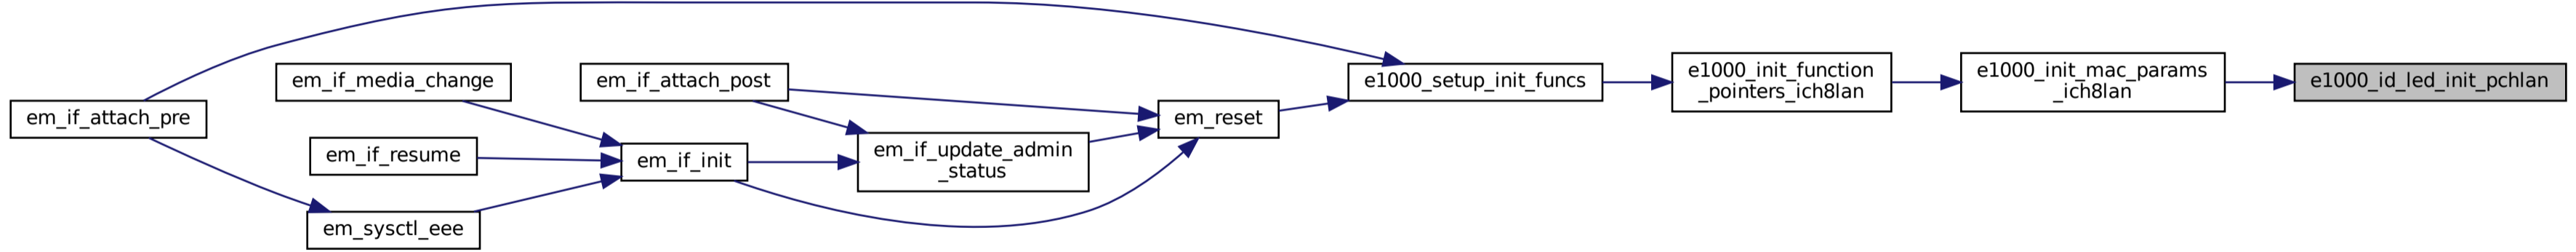 em_if_attach_pre
em_if_media_change
em_if_resume
em_sysctl_eee
em_if_attach_post
em_if_init
em_if_update_admin
_status
em_reset
e1000_setup_init_funcs
e1000_init_function
_pointers_ich8lan
e1000_init_mac_params
_ich8lan
e1000_id_led_init_pchlan